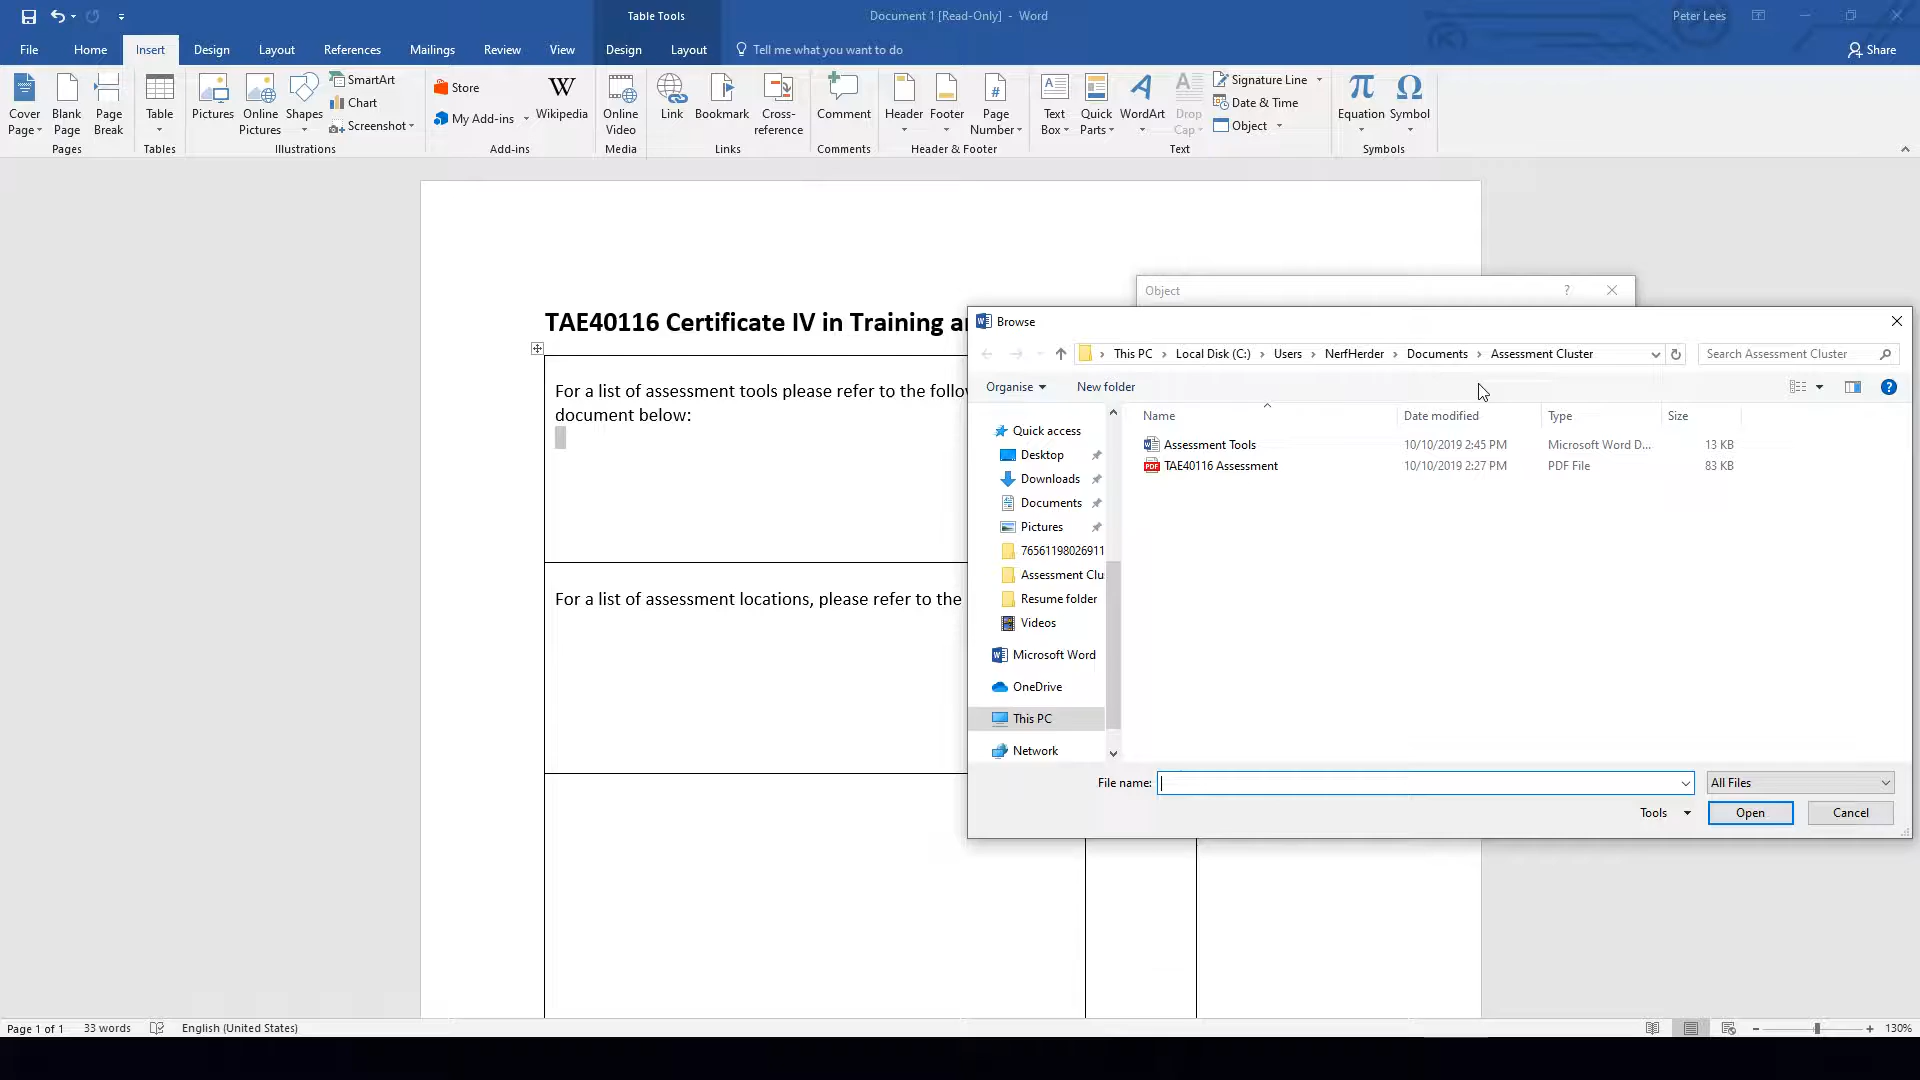 Table Tools
Document 1 [Read-Only] - Word
Peter Lees
File Home Insert Design Layout References Mailings Review View Design Layout Tell me what you want to do Share
Cover Page
Blank Page
Page Break
Pages
Table
Tables
Pictures
Online Pictures
Shapes
SmartArt
Chart
Screenshot
Illustrations
Store
My Add-ins
Wikipedia
Add-ins
Online Video
Media
Link
Bookmark
Cross-reference
Links
Comment
Comments
Header
Footer
Page Number
Header & Footer
Text Box
Quick Parts
WordArt
Drop Cap
Signature Line
Date & Time
Object
Text
Equation
Symbol
Symbols
TAE40116 Certificate IV in Training
For a list of assessment tools please refer to the
document below:
For a list of assessment locations, please refer to the
Object
?
Browse
This PC > Local Disk (C:) > Users > NerfHerder > Documents > Assessment Cluster
Search Assessment Cluster
Organise New folder
Name Date modified Type Size
Assessment Tools 10/10/2019 2:45 PM Microsoft Word D... 13 KB
TAE40116 Assessment 10/10/2019 2:27 PM PDF File 83 KB
Quick access
Desktop
Downloads
Documents
Pictures
76561198026911
Assessment Clu
Resume folder
Videos
Microsoft Word
OneDrive
This PC
Network
File name:
All Files
Tools
Open
Cancel
Page 1 of 1 33 words English (United States) 130%